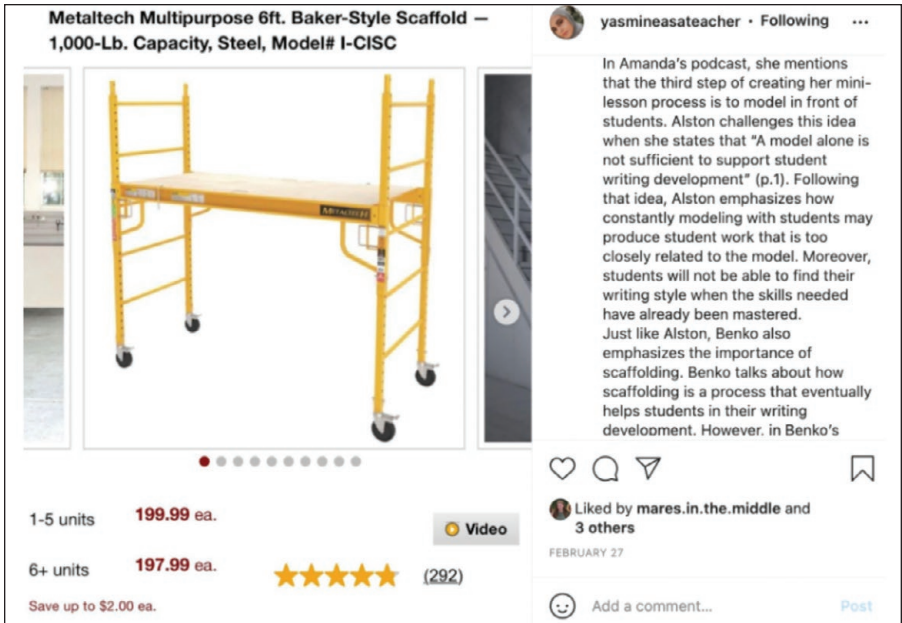 Metaltech Multipurpose 6ft. Baker-Style Scaffold —
1,000-Lb. Capacity, Steel, Model# I-CISC
METALTECH
1-5 units
199.99 ea.
Video
6+ units
197.99 ea.
(292)
Save up to $2.00 ea.
yasmineasateacher • Following
In Amanda's podcast, she mentions
that the third step of creating her mini-
lesson process is to model in front of
students. Alston challenges this idea
when she states that "A model alone is
not sufficient to support student
writing development" (p.1). Following
that idea, Alston emphasizes how
constantly modeling with students may
produce student work that is too
closely related to the model. Moreover,
students will not be able to find their
writing style when the skills needed
have already been mastered.
Just like Alston, Benko also
emphasizes the importance of
scaffolding. Benko talks about how
scaffolding is a process that eventually
helps students in their writing
development. However, in Benko's
Liked by mares.in.the.middle and
3 others
FEBRUARY 27
Add a comment...
Post